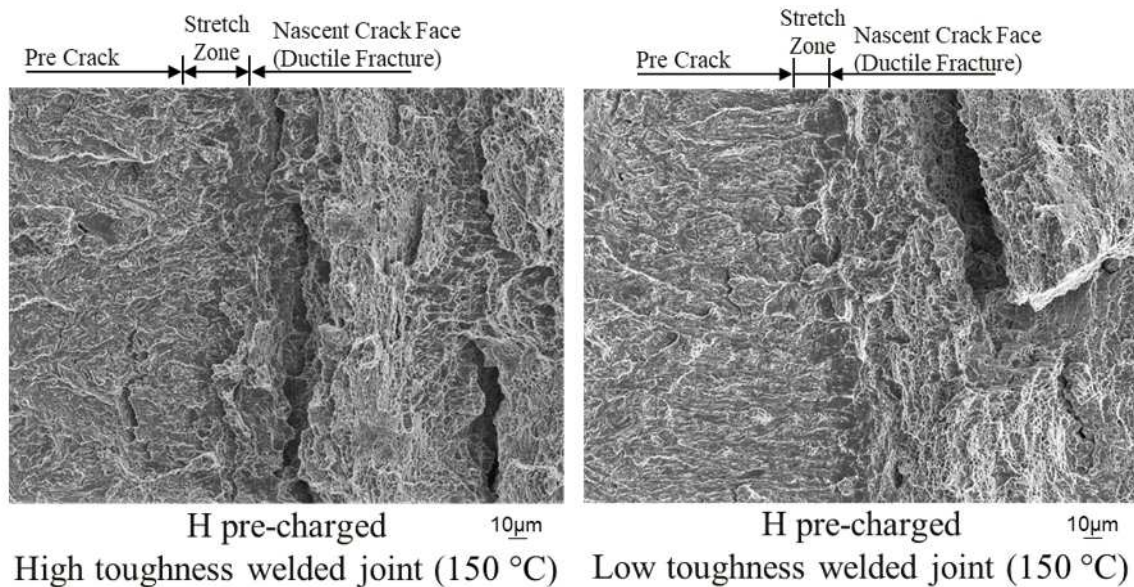 Pre Crack
Stretch
Zone
Nascent Crack Face
(Ductile Fracture)
Pre Crack
Stretch
Zone
Nascent Crack Face
(Ductile Fracture)
H pre-charged
10μm
High toughness welded joint (150 °C)
H pre-charged
10μm
Low toughness welded joint (150 °C)